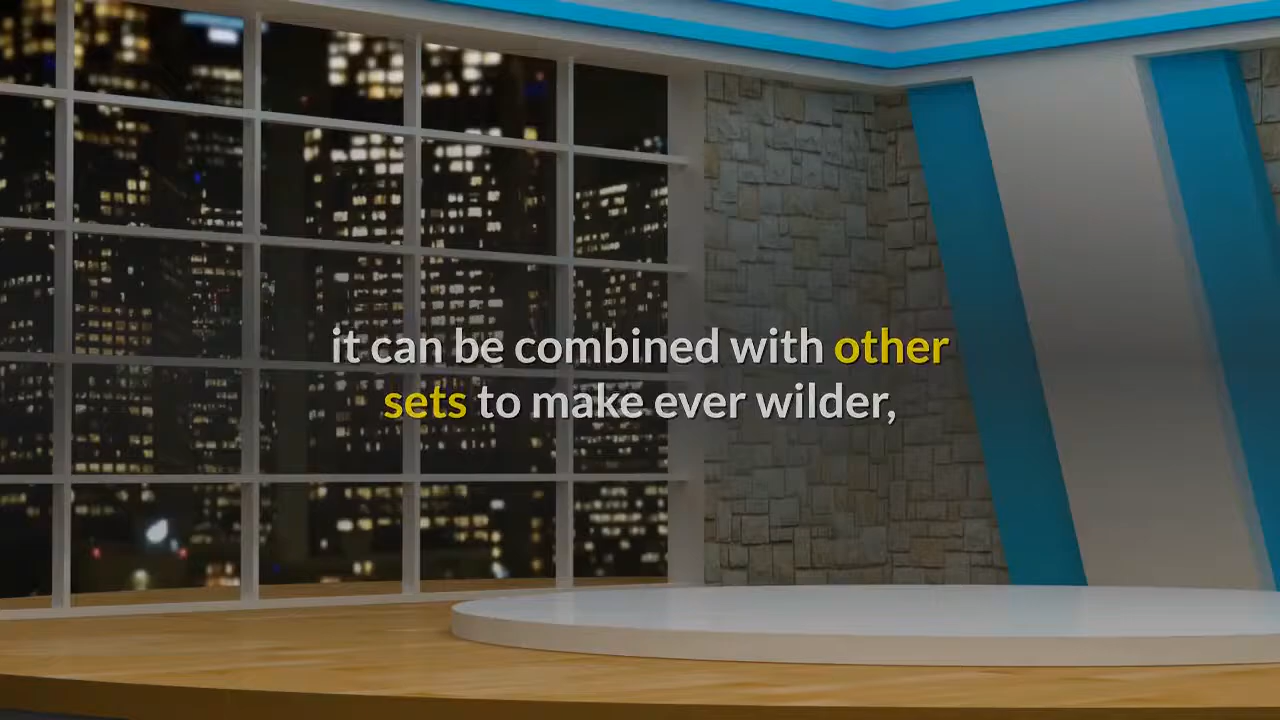 it can be combined with other
sets to make ever wilder,